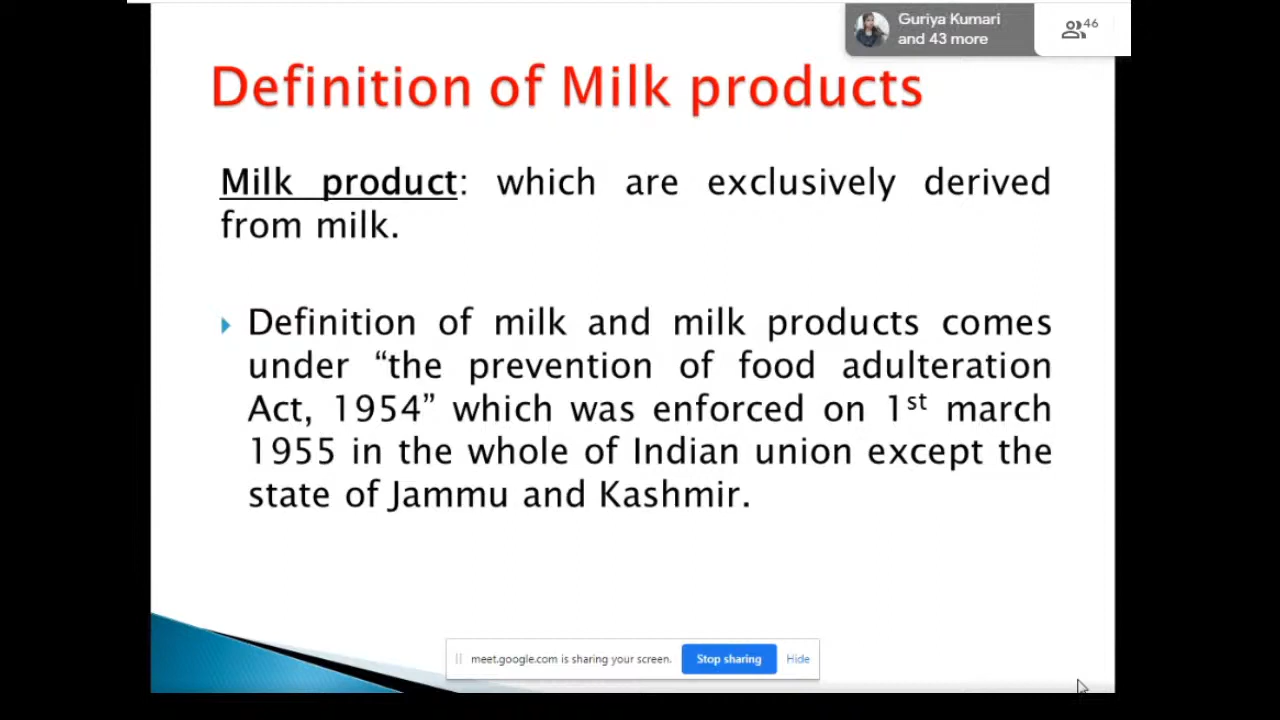 Guriya Kumari
and 43 more
46
Definition of Milk products
Milk product: which are exclusively derived
from milk.
Definition of milk and milk products comes
under “the prevention of food adulteration
Act, 1954” which was enforced on 1st march
1955 in the whole of Indian union except the
state of Jammu and Kashmir.
meet.google.com is sharing your screen.
Stop sharing
Hide